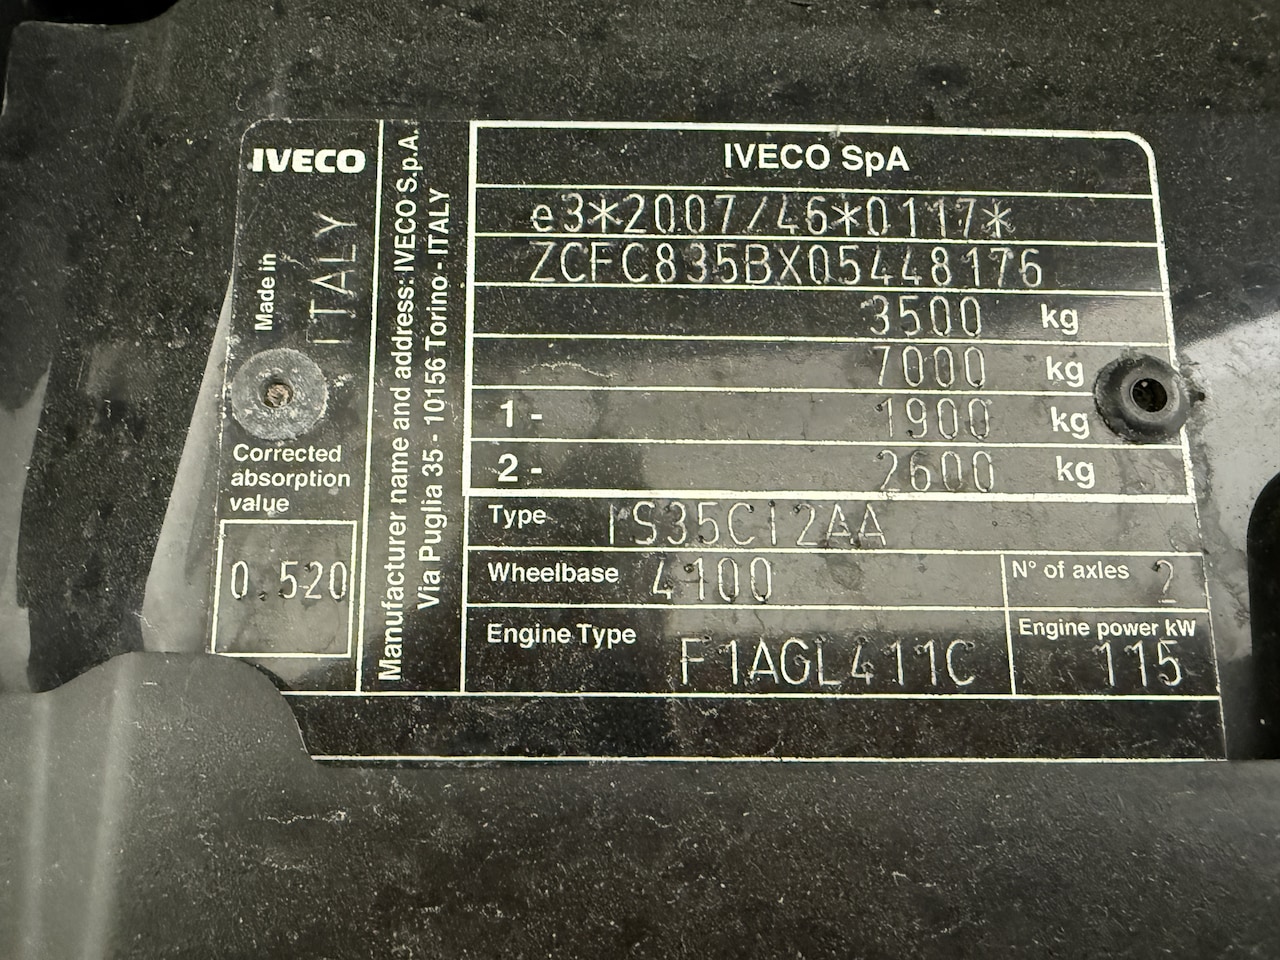 IVECO
Made in
ITALY
Corrected
absorption
value
0.520
Manufacturer name and address: IVECO S.p.A.
Via Puglia 35 - 10156 Torino - ITALY
IVECO SpA
e3*2007/46*0117*
ZCFC835BX05448176
3500 kg
7000 kg
1 - 1900 kg
2 - 2600 kg
Type IS35CI2AA
Wheelbase 4100
N° of axles 2
Engine Type F1AGL411C
Engine power kW
115